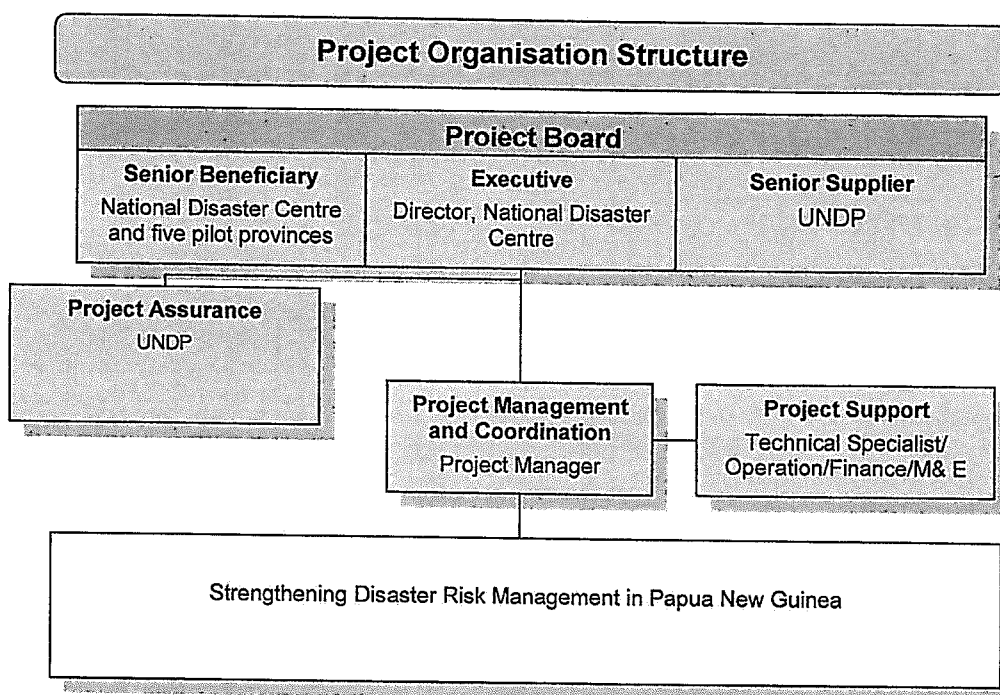 Project Organisation Structure
Project Board
Senior Beneficiary
National Disaster Centre
and five pilot provinces
Executive
Director, National Disaster
Centre
Senior Supplier
UNDP
Project Assurance
UNDP
Project Management
and Coordination
Project Manager
Project Support
Technical Specialist/
Operation/Finance/M& E
Strengthening Disaster Risk Management in Papua New Guinea